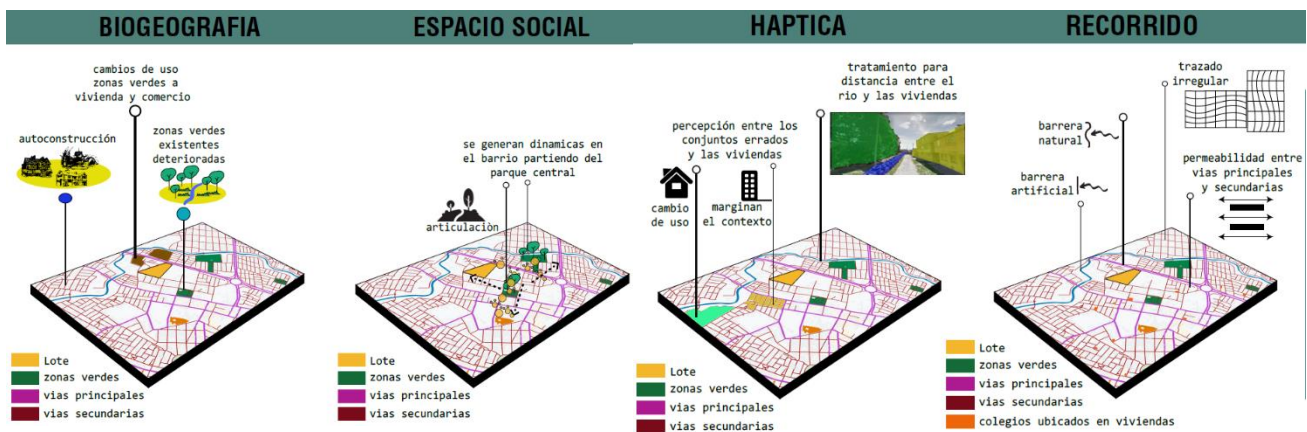 BIOGEOGRAFIA
cambios de uso
zonas verdes a
vivienda y comercio
autoconstrucción
zonas verdes
existentes
deterioradas
Lote
zonas verdes
vias principales
vias secundarias
ESPACIO SOCIAL
se generan dinamicas en
el barrio partiendo del
parque central
articulaciòn
Lote
zonas verdes
vias principales
vias secundarias
HAPTICA
tratamiento para
distancia entre el
rio y las viviendas
percepción entre los
conjuntos errados
y las viviendas
cambio
de uso
marginan
el contexto
Lote
zonas verdes
vias principales
vias secundarias
RECORRIDO
trazado
irregular
barrera
natural
barrera
artificial
permeabilidad entre
vias principales
y secundarias
Lote
zonas verdes
vias principales
vias secundarias
colegios ubicados en viviendas